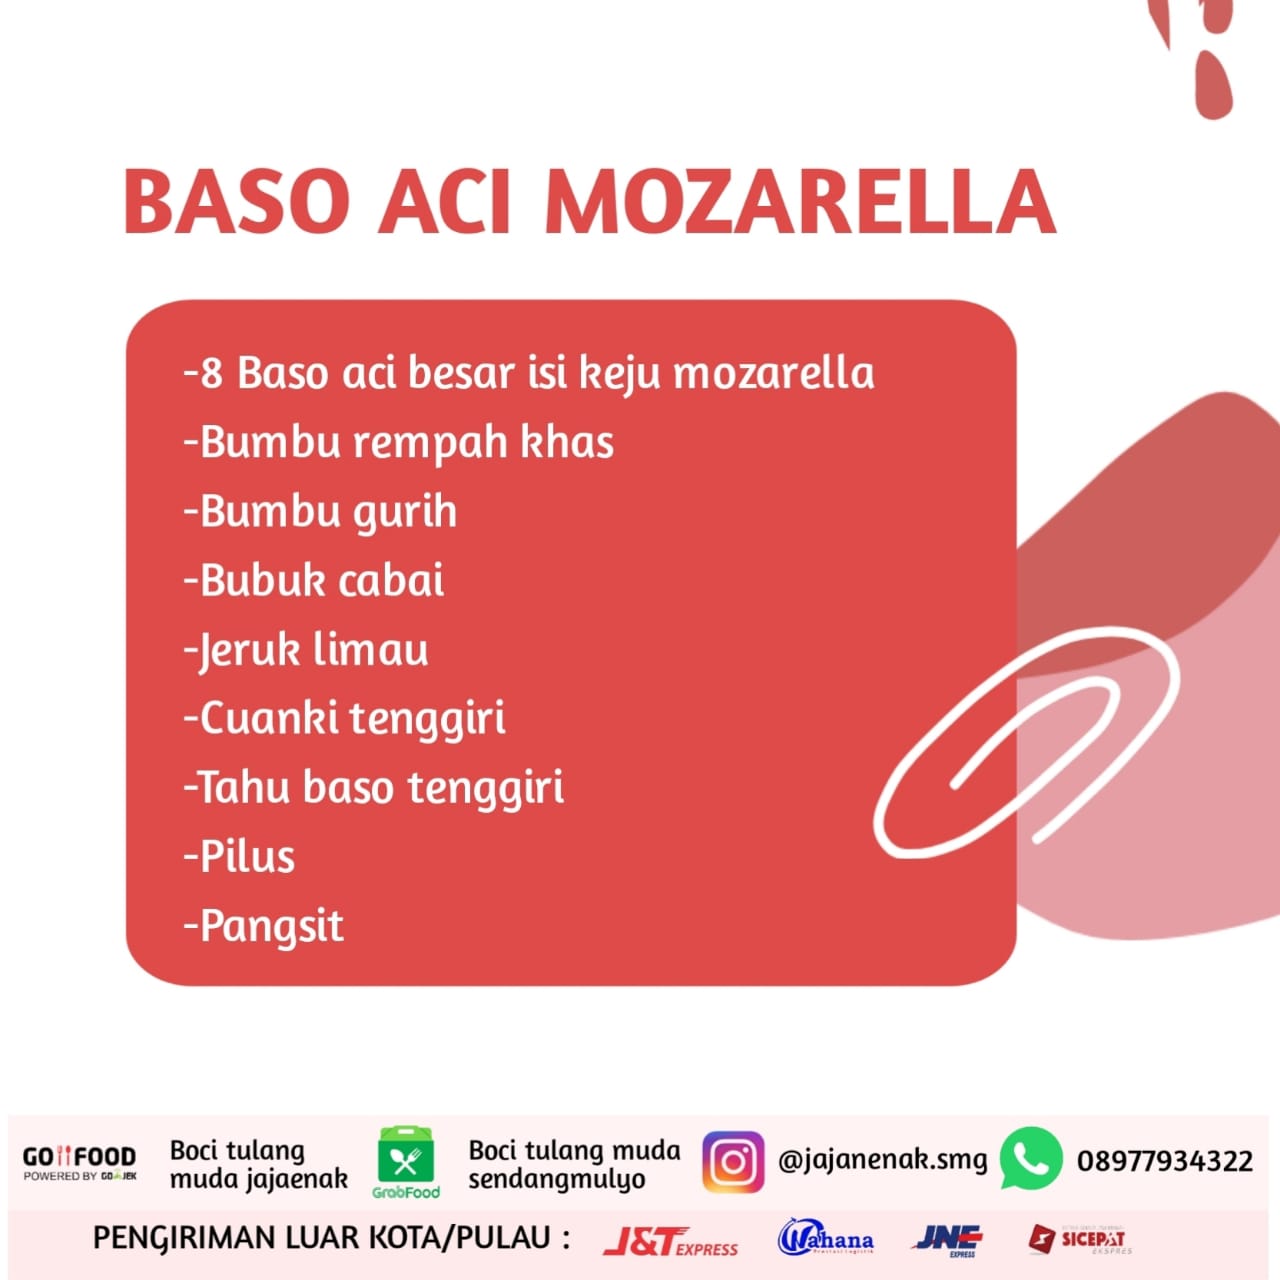 BASO ACI MOZARELLA
-8 Baso aci besar isi keju mozarella
-Bumbu rempah khas
-Bumbu gurih
-Bubuk cabai
-Jeruk limau
-Cuanki tenggiri
-Tahu baso tenggiri
-Pilus
-Pangsit
GO FOOD
POWERED BY GOJEK
Boci tulang
muda jajaenak
GrabFood
Boci tulang muda
sendangmulyo
@jajanenak.smg
08977934322
PENGIRIMAN LUAR KOTA/PULAU :
J&T EXPRESS
Wahana
Prestasi Logistik
JNE
EXPRESS
SICEPAT
EKSPRES